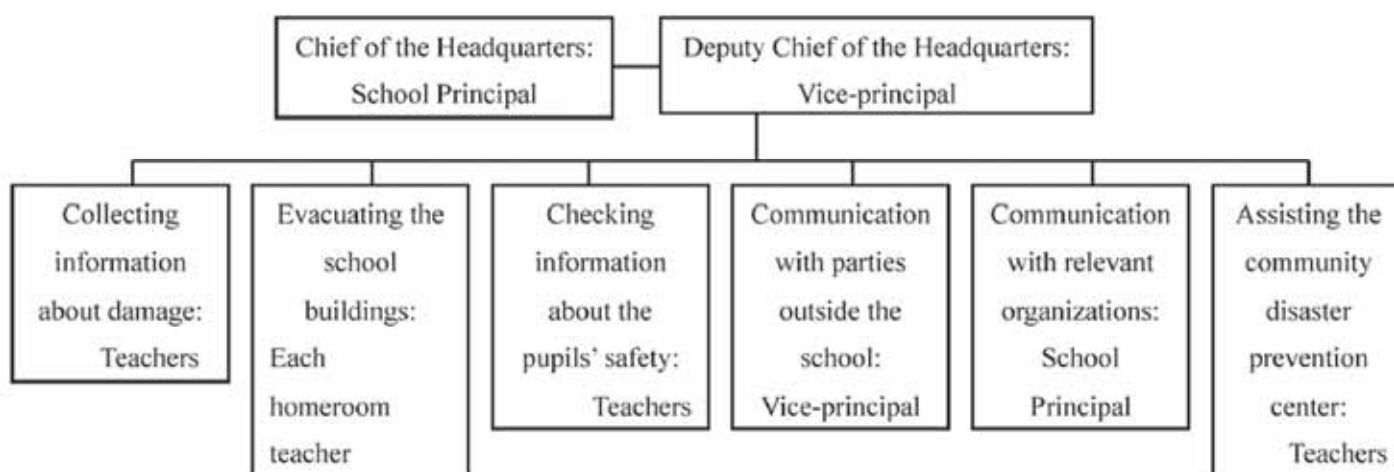 Chief of the Headquarters:
School Principal
Deputy Chief of the Headquarters:
Vice-principal
Collecting
information
about damage:
Teachers
Evacuating the
school
buildings:
Each
homeroom
teacher
Checking
information
about the
pupils' safety:
Teachers
Communication
with parties
outside the
school:
Vice-principal
Communication
with relevant
organizations:
School
Principal
Assisting the
community
disaster
prevention
center:
Teachers